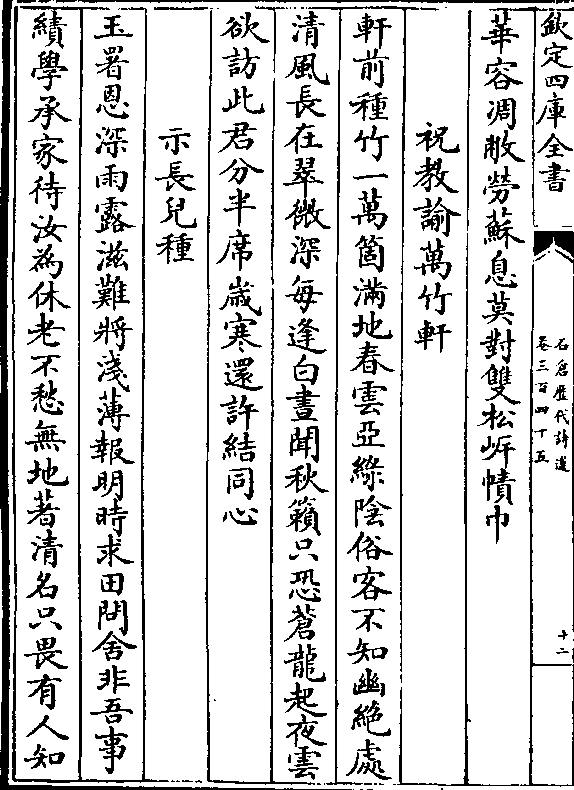 欽定四庫全書
石倉歷代詩選
卷三百四十五
十二
華容凋敝勞蘇息莫對雙松岸幘巾
祝教諭萬竹軒
軒前種竹一萬箇滿地春雲亞綠陰俗客不知幽絶處
清風長在翠微深每逢白晝聞秋籟只恐蒼龍起夜雲
欲訪此君分半席嵗寒還許結同心
示長兒種
玉署恩深雨露滋難將淺薄報明時求田問舍非吾事
績學承家待汝為休老不愁無地著清名只畏有人知